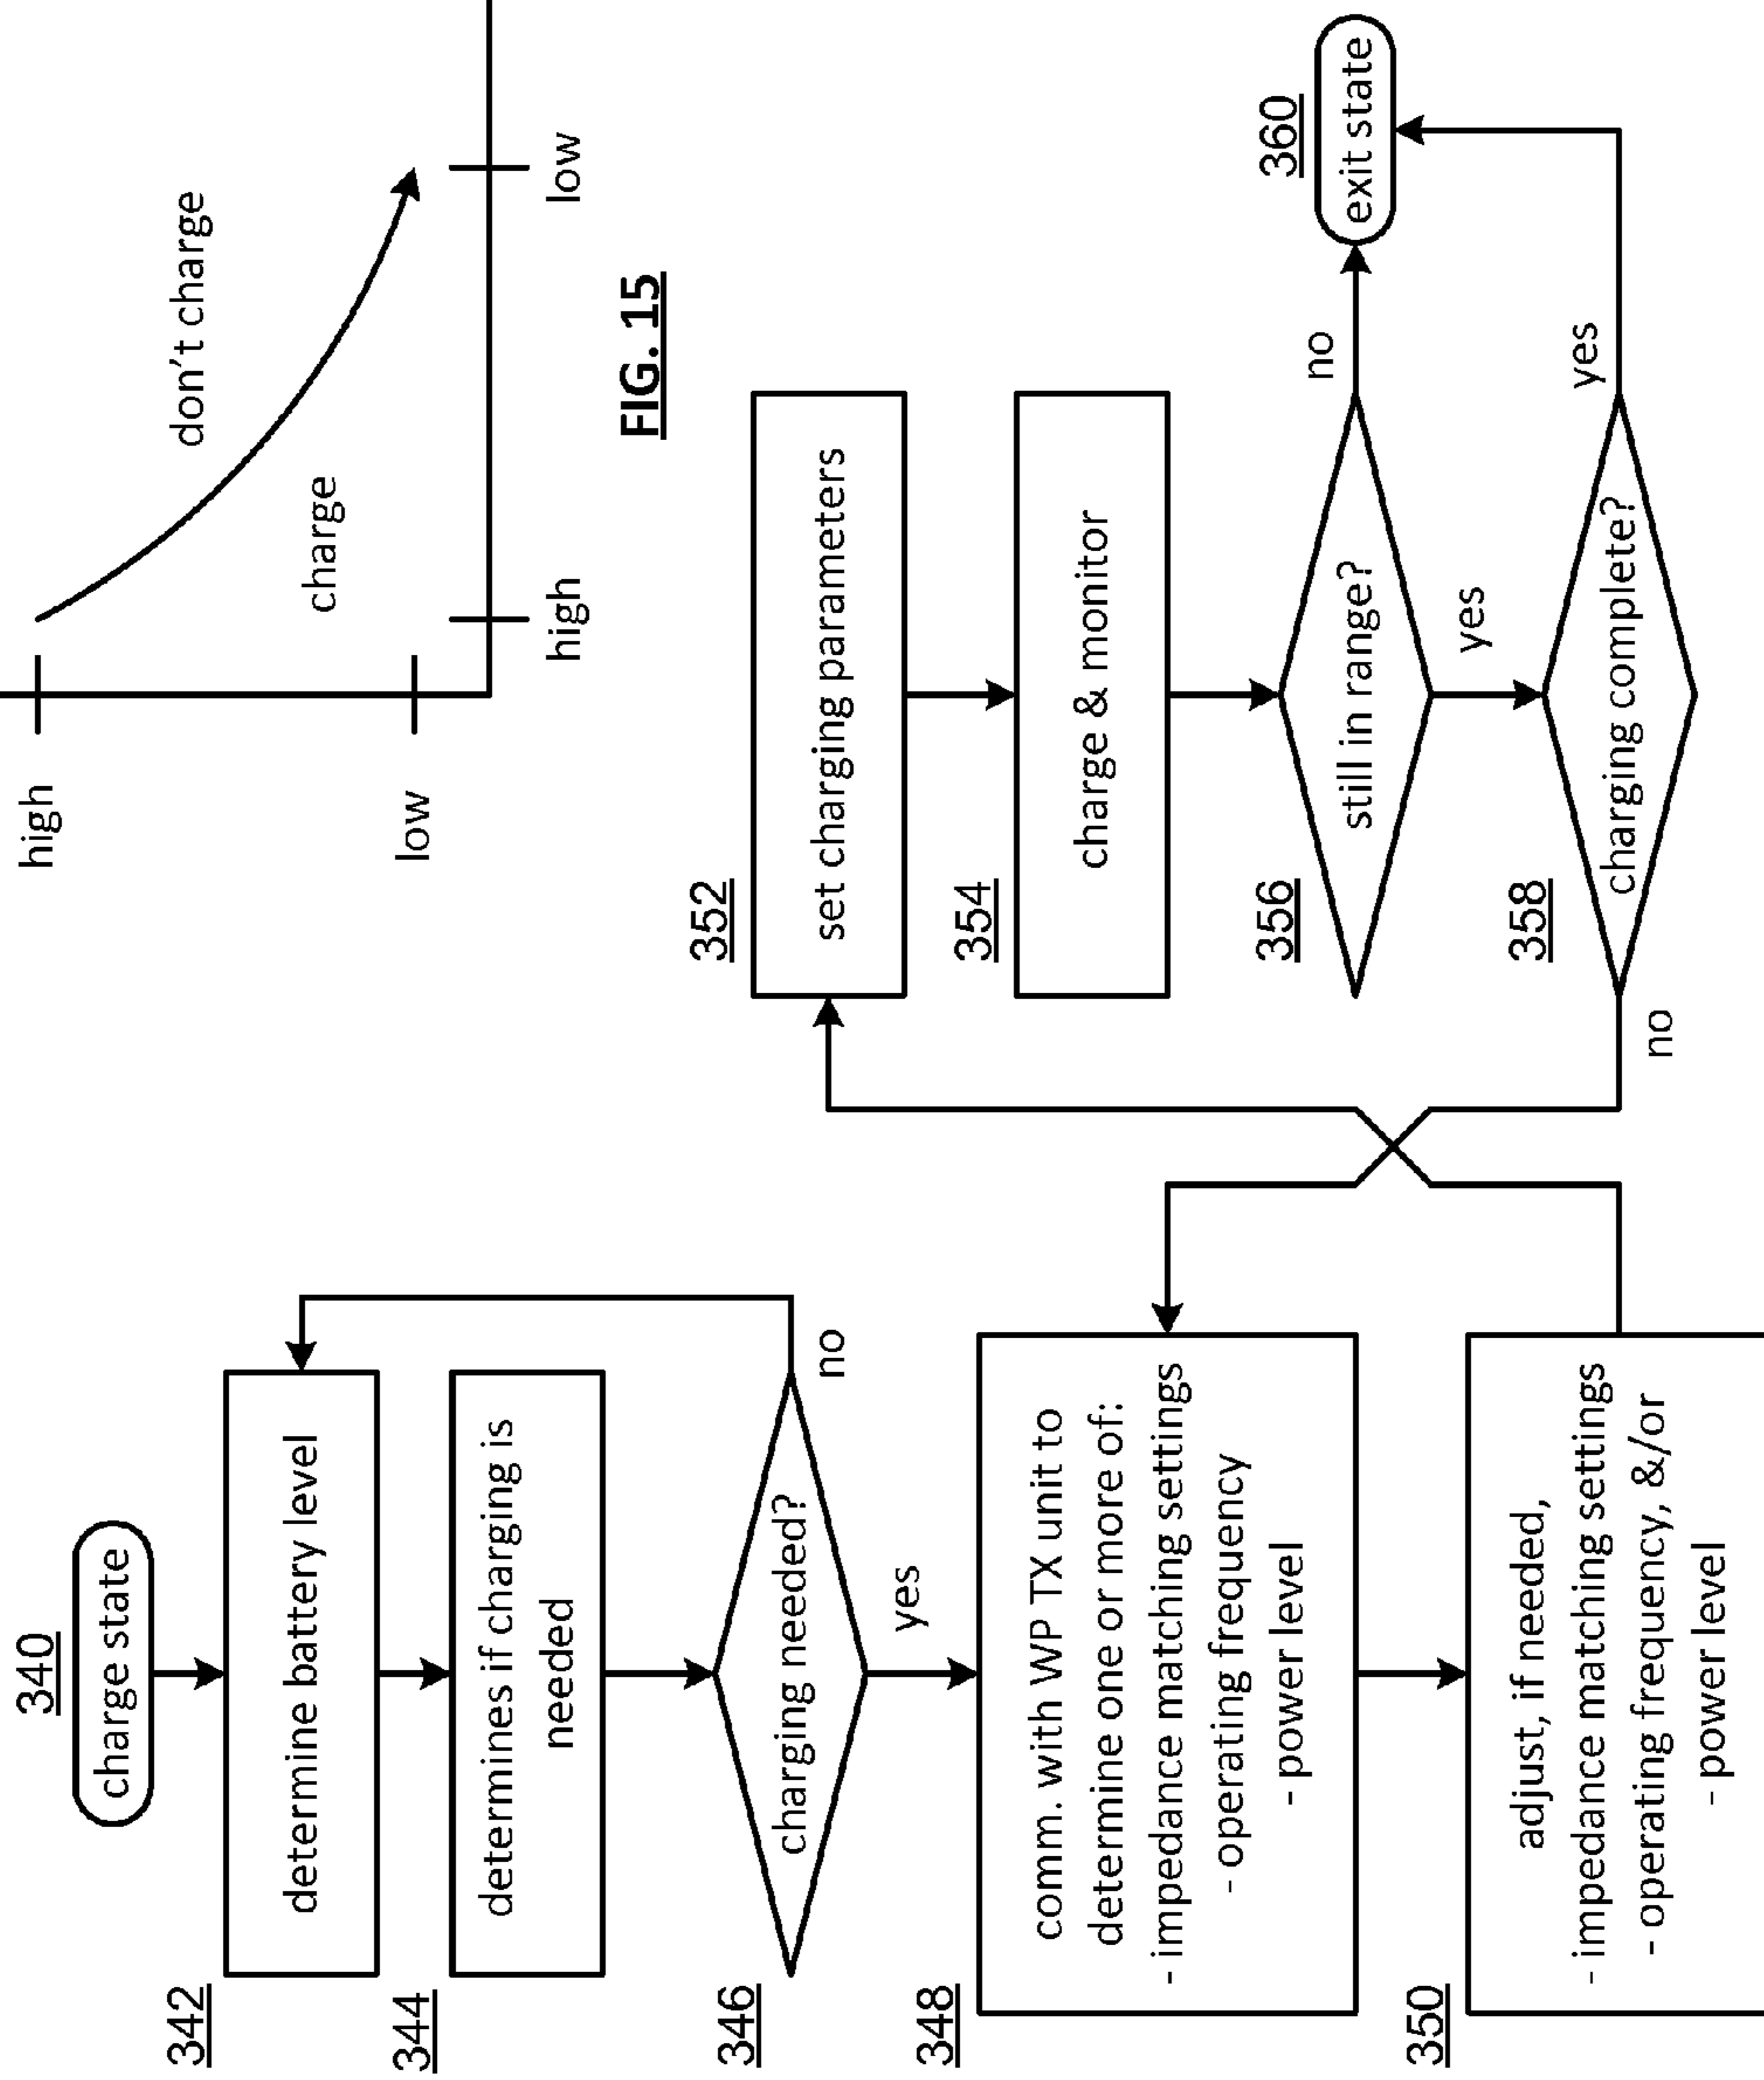 340
charge state
342
determine battery level
344
determines if charging is
needed
346
charging needed?
no
yes
348
comm. with WP TX unit to
determine one or more of:
- impedance matching settings
- operating frequency
- power level
350
adjust, if needed,
- impedance matching settings
- operating frequency, &/or
- power level
high
low
don't charge
charge
high
low
FIG. 15
352
set charging parameters
354
charge & monitor
356
still in range?
no
yes
358
charging complete?
no
yes
360
exit state